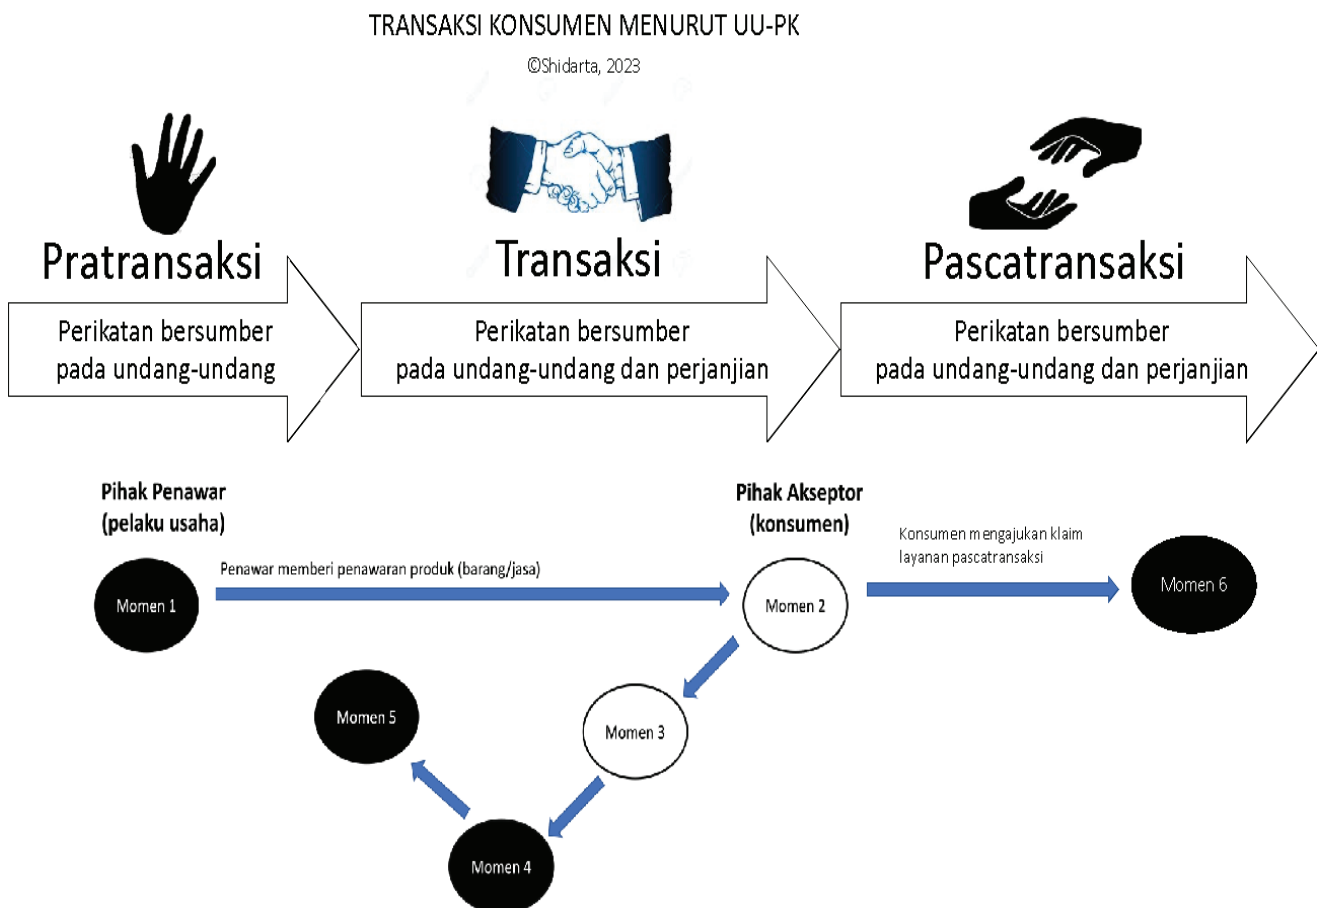 TRANSAKSI KONSUMEN MENURUT UU-PK
©Shidarta, 2023
Pratransaksi
Transaksi
Pascatransaksi
Perikatan bersumber
pada undang-undang
Perikatan bersumber
pada undang-undang dan perjanjian
Perikatan bersumber
pada undang-undang dan perjanjian
Pihak Penawar
(pelaku usaha)
Pihak Akseptor
(konsumen)
Konsumen mengajukan klaim
layanan pascatransaksi
Penawar memberi penawaran produk (barang/jasa)
Momen 1
Momen 2
Momen 6
Momen 5
Momen 3
Momen 4